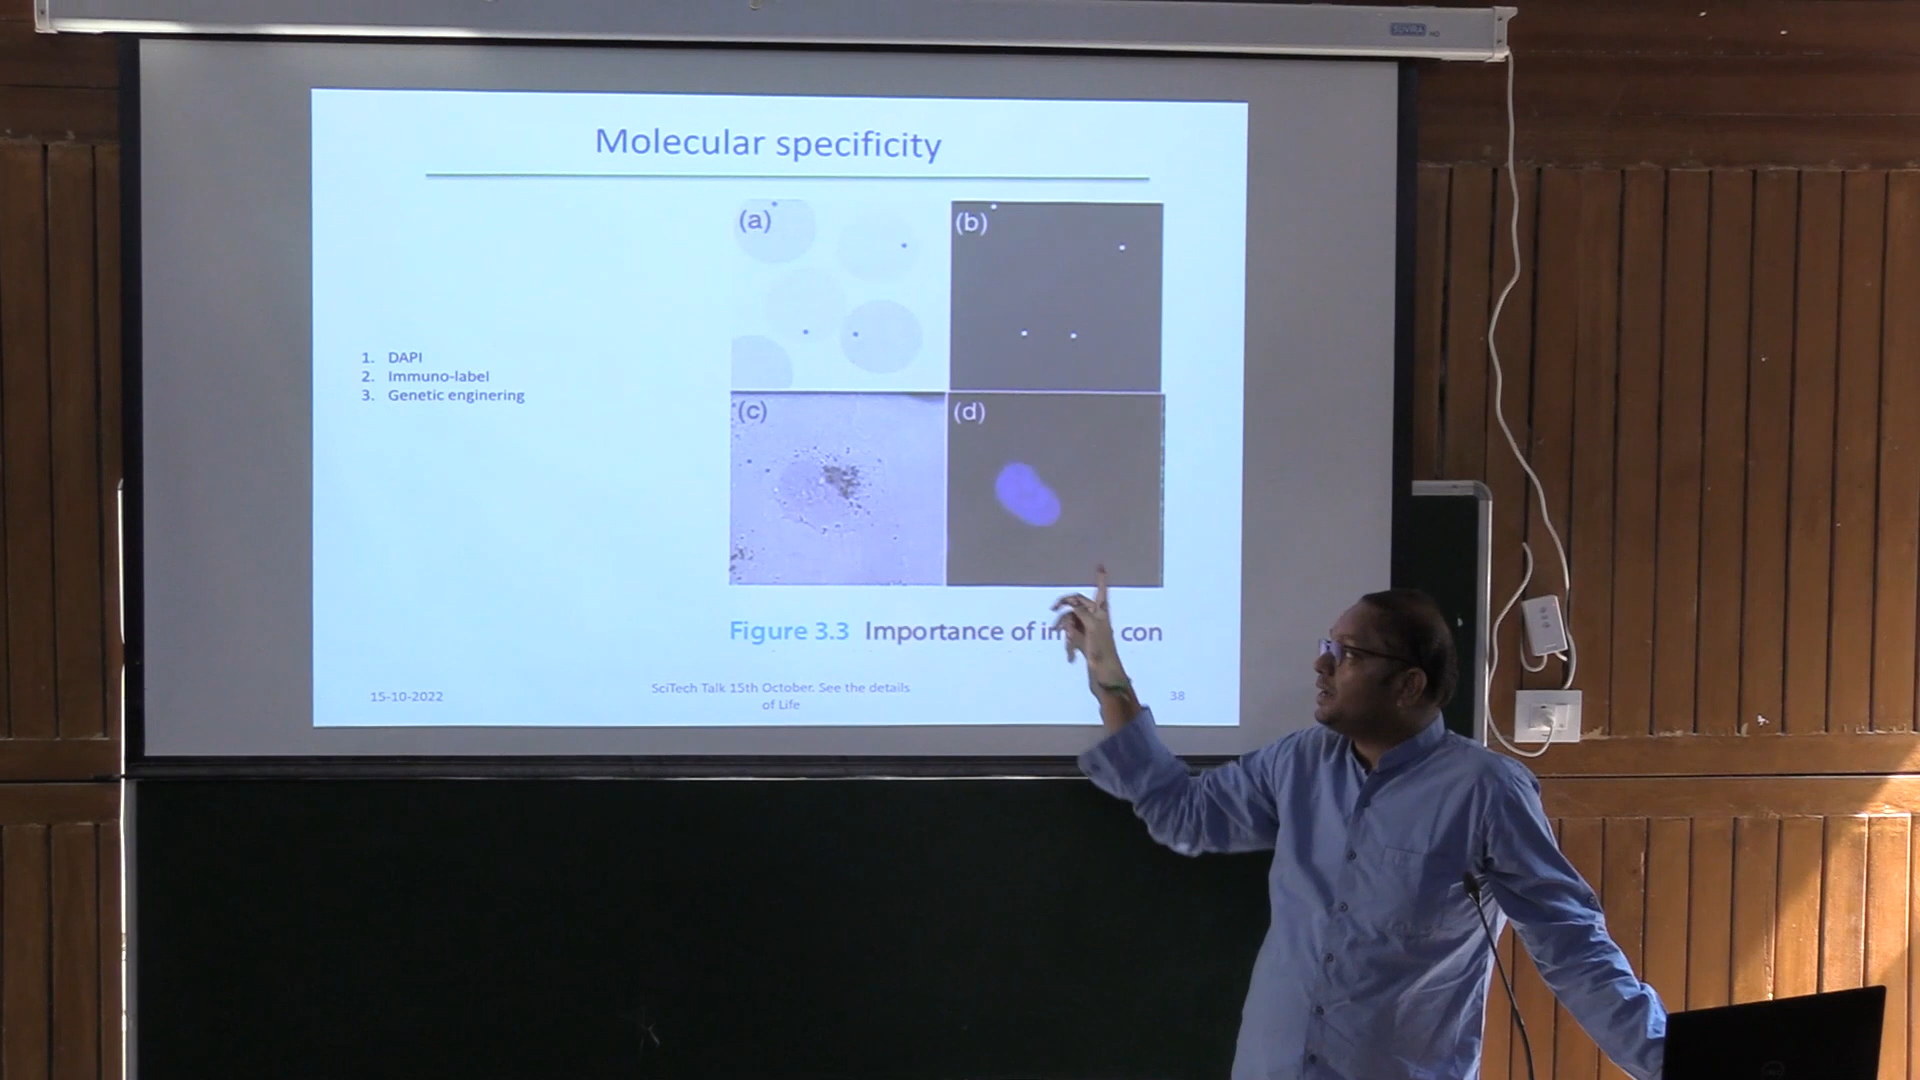 SUVIRA
Molecular specificity
(a)
(b)
1. DAPI
2. Immuno-label
3. Genetic enginering
(c)
(d)
Figure 3.3 Importance of im con
15-10-2022
SciTech Talk 15th October. See the details
of Life
38